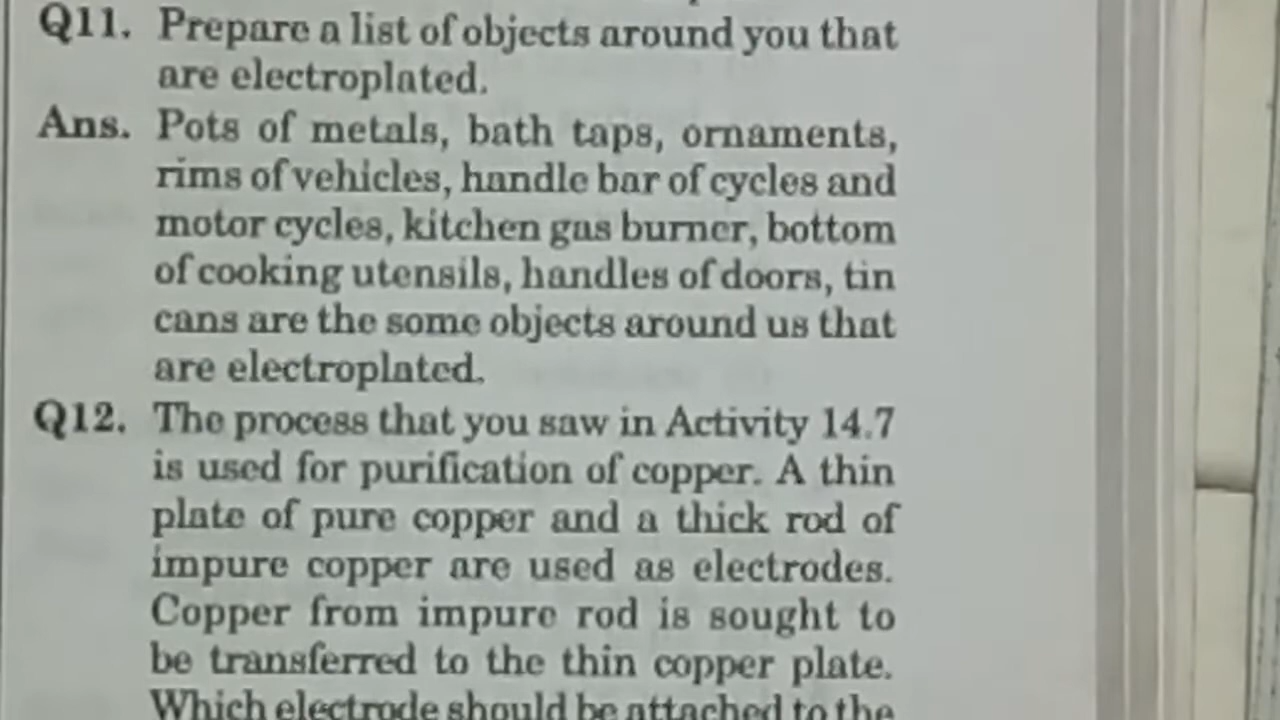 Q11. Prepare a list of objects around you that
are electroplated.
Ans. Pots of metals, bath taps, ornaments,
rims of vehicles, handle bar of cycles and
motor cycles, kitchen gas burner, bottom
of cooking utensils, handles of doors, tin
cans are the some objects around us that
are electroplated.
Q12. The process that you saw in Activity 14.7
is used for purification of copper. A thin
plate of pure copper and a thick rod of
impure copper are used as electrodes.
Copper from impure rod is sought to
be transferred to the thin copper plate.
Which electrode should be attached to the